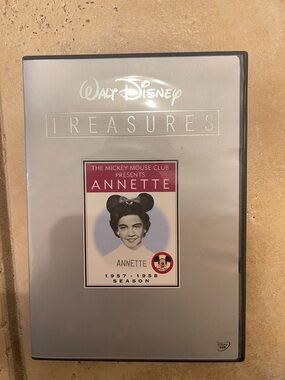 Walt Disney
TREASURES
THE MICKEY MOUSE CLUB
PRESENTS
ANNETTE
ANNETTE
1957 - 1958
SEASON